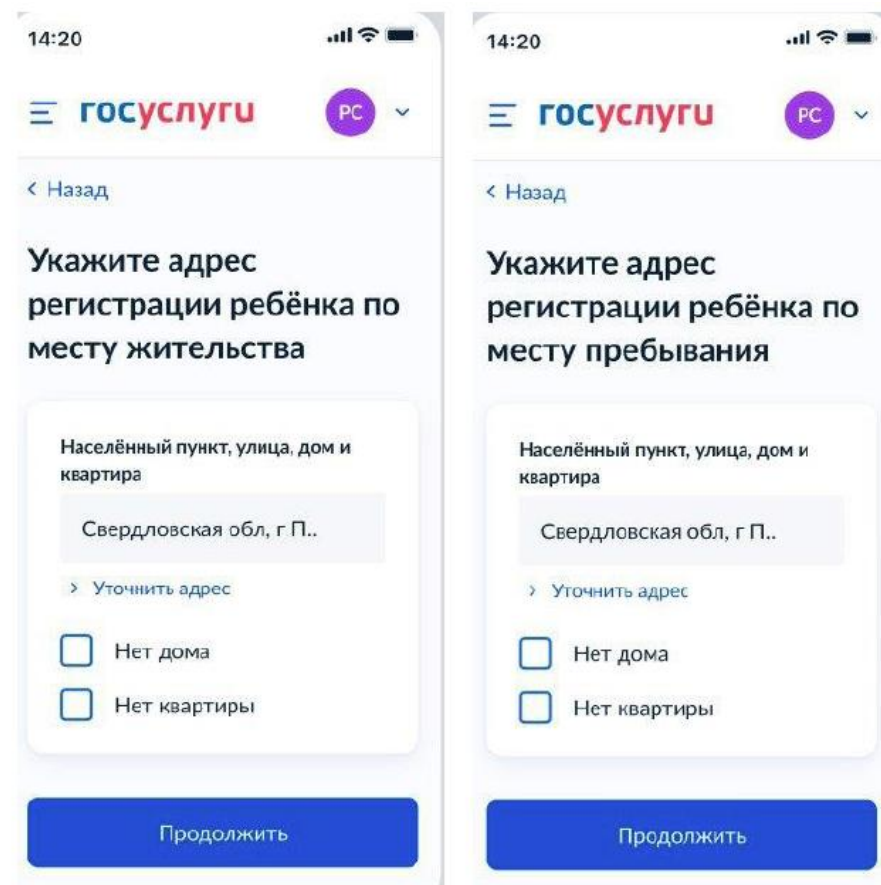 14:20
госуслуги
РС
Назад
Укажите адрес
регистрации ребёнка по
месту жительства
Населённый пункт, улица, дом и
квартира
Свердловская обл, г П..
Уточнить адрес
Нет дома
Нет квартиры
Продолжить
14:20
госуслуги
РС
Назад
Укажите адрес
регистрации ребёнка по
месту пребывания
Населённый пункт, улица, дом и
квартира
Свердловская обл, г П..
Уточнить адрес
Нет дома
Нет квартиры
Продолжить